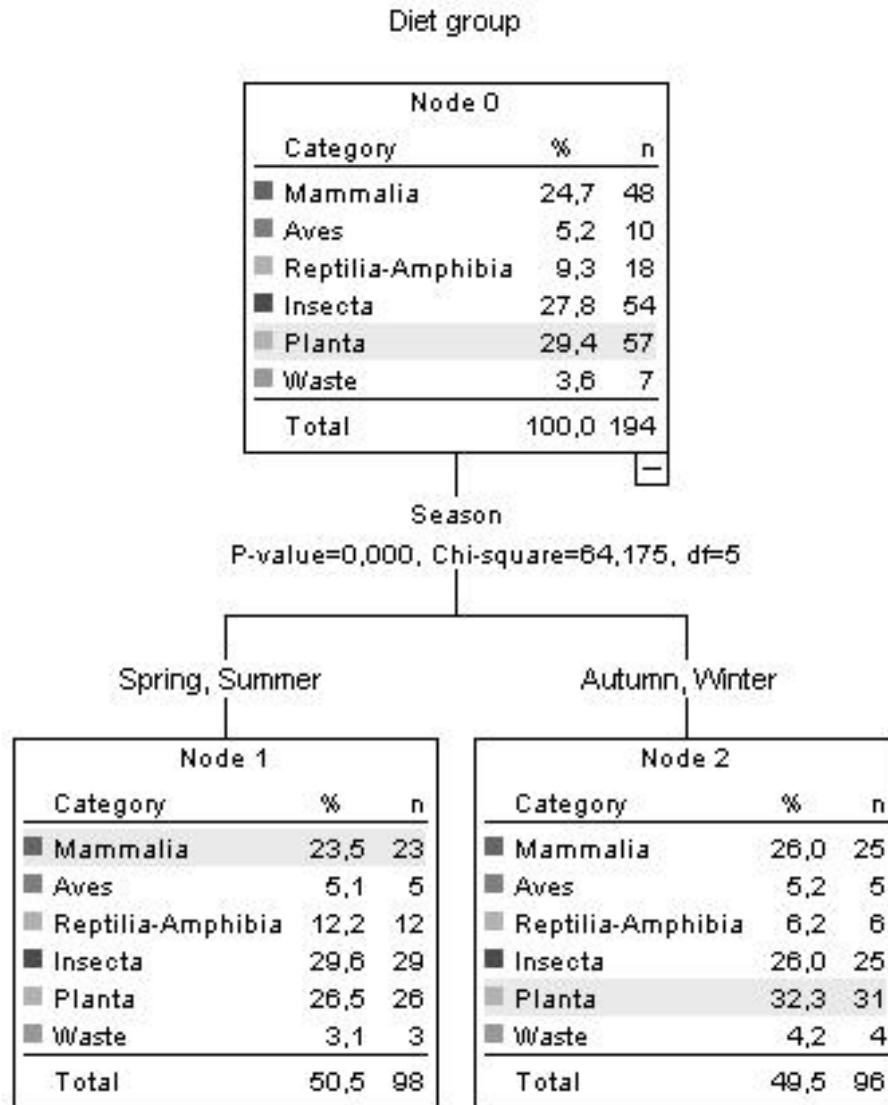 Diet group
Node 0
Category % n
Mammalia 24,7 48
Aves 5,2 10
Reptilia-Amphibia 9,3 18
Insecta 27,8 54
Planta 29,4 57
Waste 3,6 7
Total 100,0 194
Season
P-value=0,000, Chi-square=64,175, df=5
Spring, Summer
Autumn, Winter
Node 1
Category % n
Mammalia 23,5 23
Aves 5,1 5
Reptilia-Amphibia 12,2 12
Insecta 29,6 29
Planta 26,5 26
Waste 3,1 3
Total 50,5 98
Node 2
Category % n
Mammalia 26,0 25
Aves 5,2 5
Reptilia-Amphibia 6,2 6
Insecta 26,0 25
Planta 32,3 31
Waste 4,2 4
Total 49,5 96